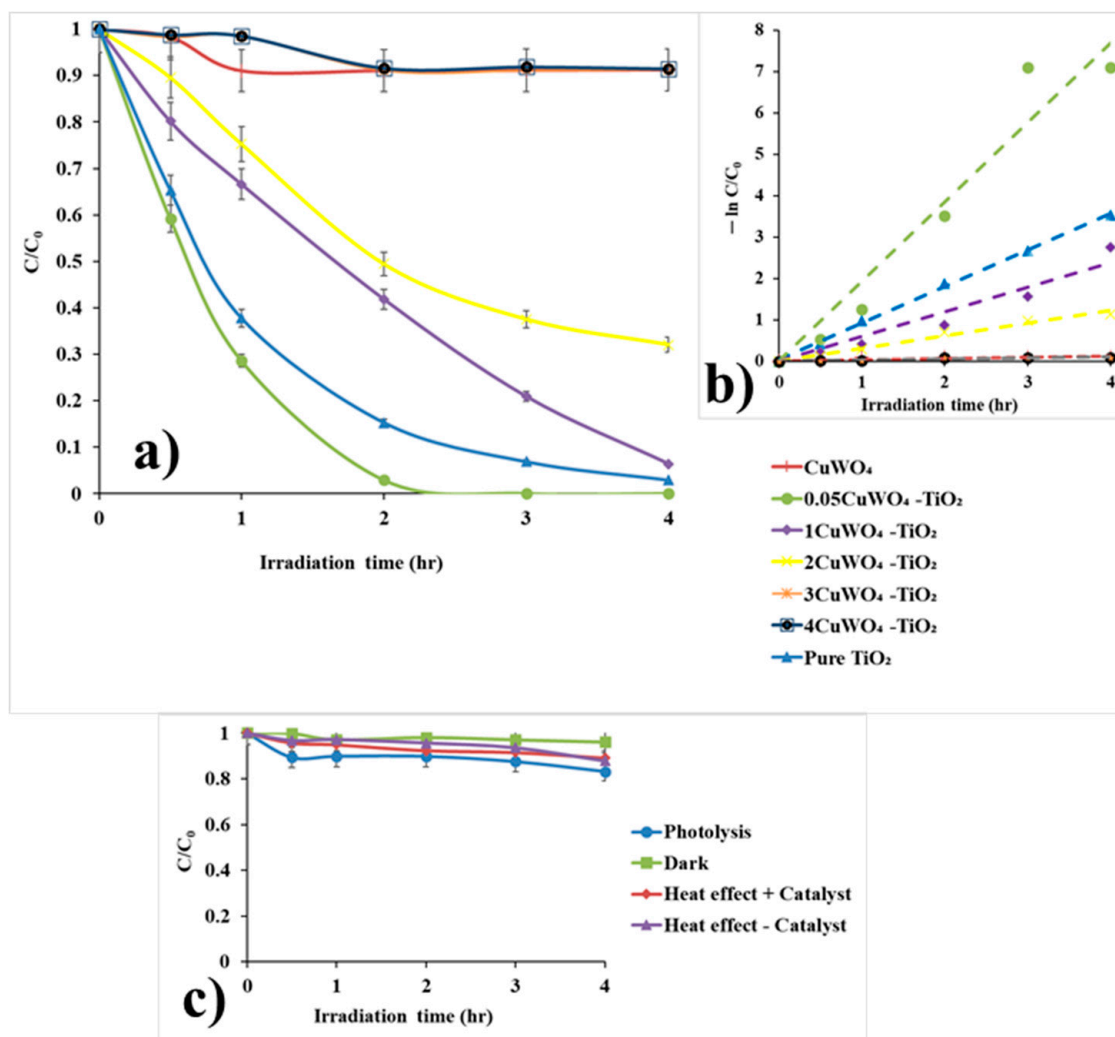 1
0.9
0.8
0.7
0.6
0.5
0.4
0.3
0.2
0.1
0
C/C₀
a)
0 1 2 3 4
Irradiation time (hr)
8
7
6
5
4
3
2
1
0
– ln C/C₀
b)
0 1 2 3 4
Irradiation time (hr)
CuWO₄
0.05CuWO₄ -TiO₂
1CuWO₄ -TiO₂
2CuWO₄ -TiO₂
3CuWO₄ -TiO₂
4CuWO₄ -TiO₂
Pure TiO₂
1
0.8
0.6
0.4
0.2
0
C/C₀
c)
0 1 2 3 4
Irradiation time (hr)
Photolysis
Dark
Heat effect + Catalyst
Heat effect - Catalyst